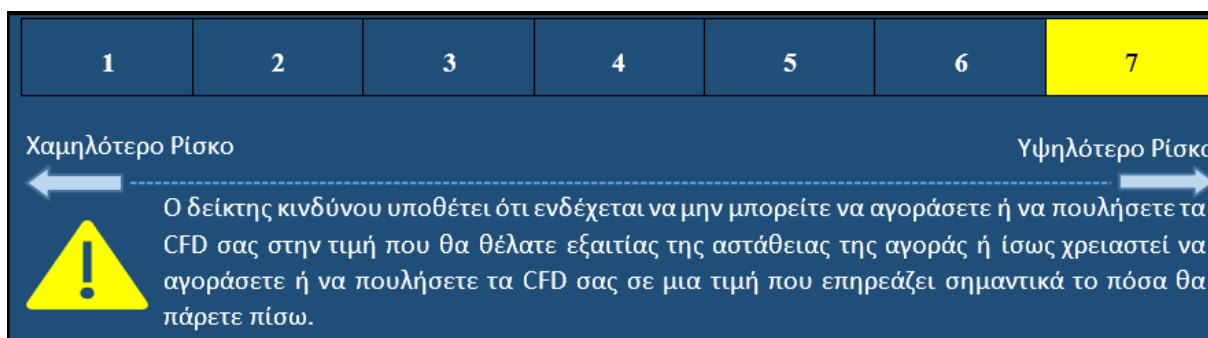 1 2 3 4 5 6 7
Χαμηλότερο Ρίσκο Υψηλότερο Ρίσκο
Ο δείκτης κινδύνου υποθέτει ότι ενδέχεται να μην μπορείτε να αγοράσετε ή να πουλήσετε τα
CFD σας στην τιμή που θα θέλατε εξαιτίας της αστάθειας της αγοράς ή ίσως χρειαστεί να
αγοράσετε ή να πουλήσετε τα CFD σας σε μια τιμή που επηρεάζει σημαντικά το πόσα θα
πάρετε πίσω.